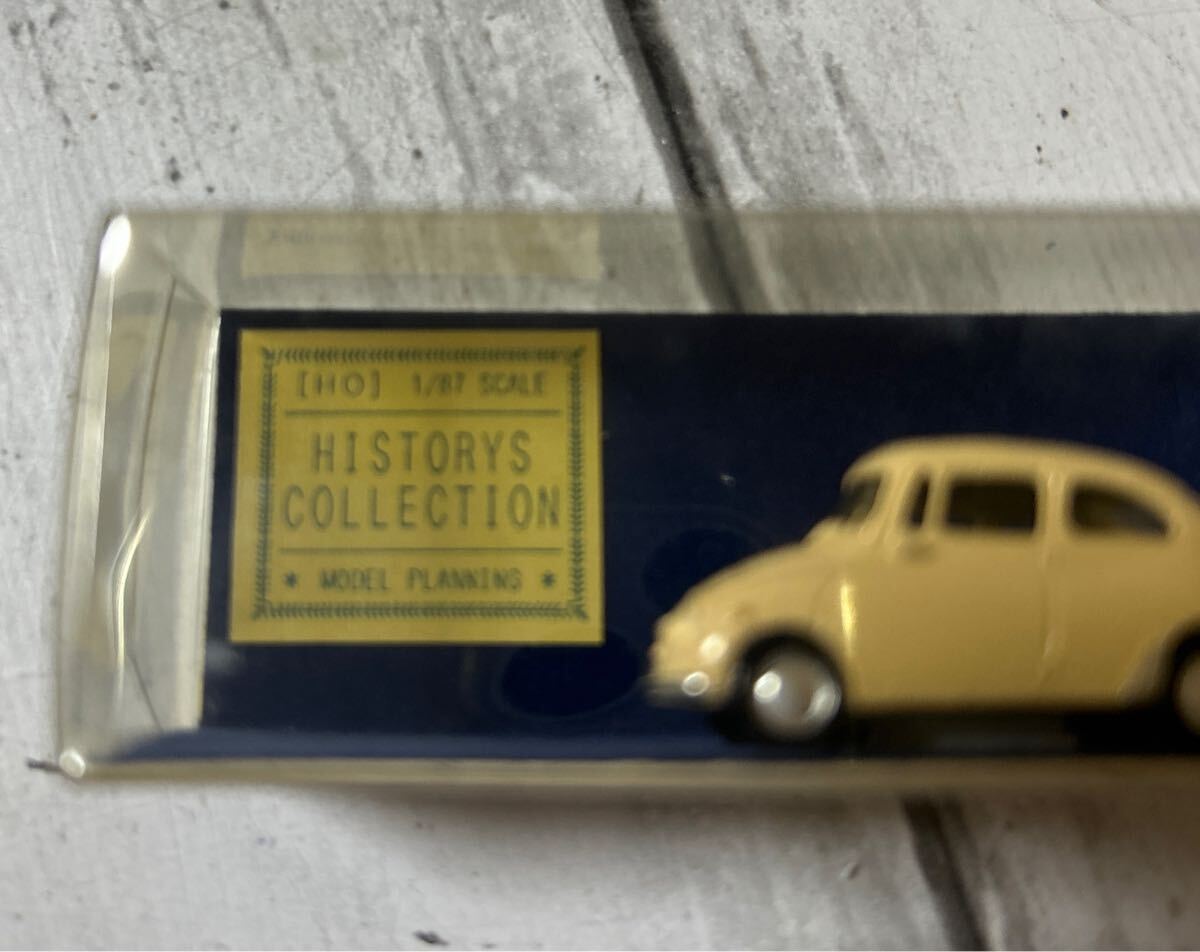 [HO] 1/87 SCALE
HISTORYS
COLLECTION
* MODEL PLANNING *